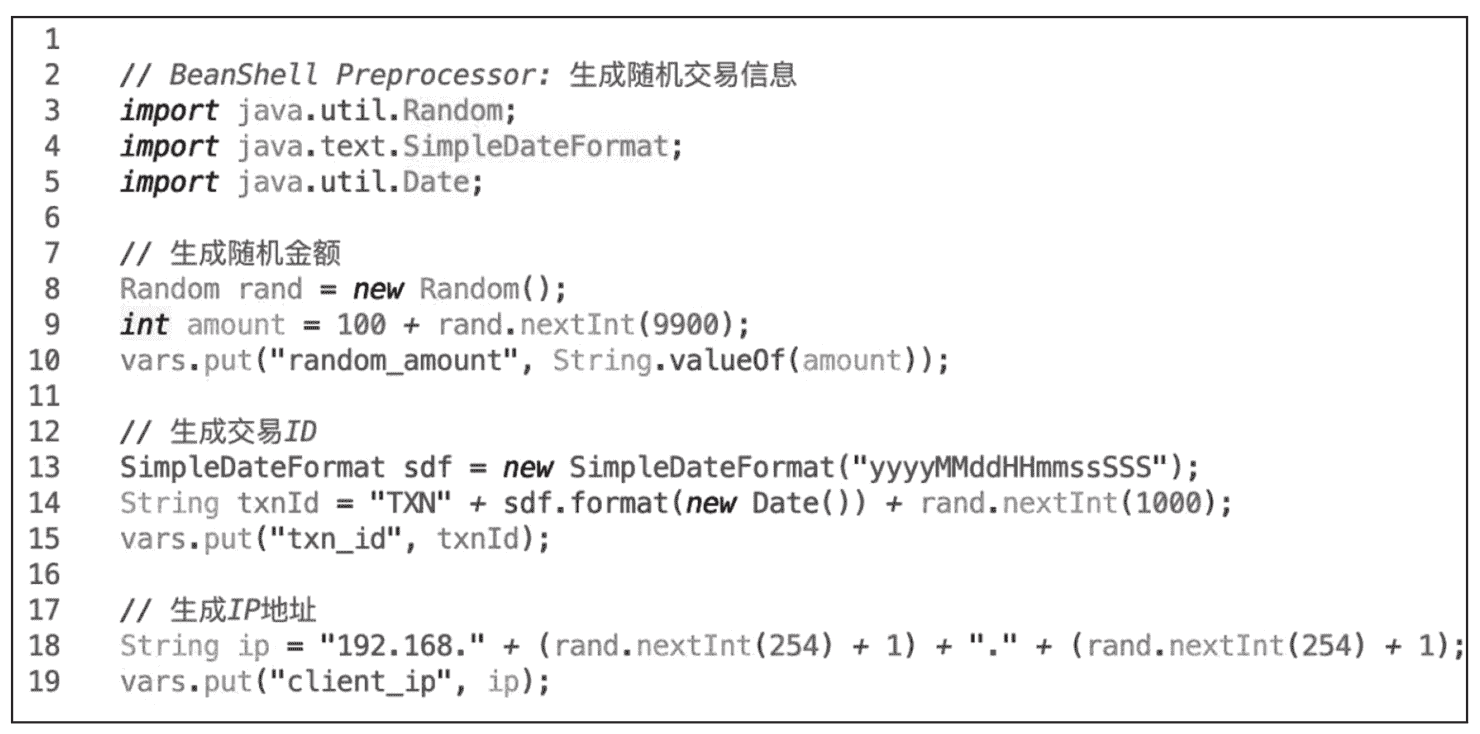 1
2 // BeanShell Preprocessor: 生成随机交易信息
3 import java.util.Random;
4 import java.text.SimpleDateFormat;
5 import java.util.Date;
6
7 // 生成随机金额
8 Random rand = new Random();
9 int amount = 100 + rand.nextInt(9900);
10 vars.put("random_amount", String.valueOf(amount));
11
12 // 生成交易ID
13 SimpleDateFormat sdf = new SimpleDateFormat("yyyyMMddHHmmssSSS");
14 String txnId = "TXN" + sdf.format(new Date()) + rand.nextInt(1000);
15 vars.put("txn_id", txnId);
16
17 // 生成IP地址
18 String ip = "192.168." + (rand.nextInt(254) + 1) + "." + (rand.nextInt(254) + 1);
19 vars.put("client_ip", ip);